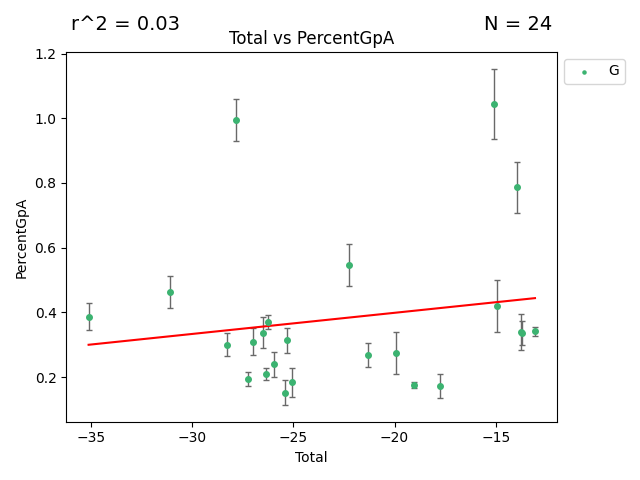 r^2 = 0.03
N = 24
Total vs PercentGpA
G
PercentGpA
1.2
1.0
0.8
0.6
0.4
0.2
−35
−30
−25
−20
−15
Total